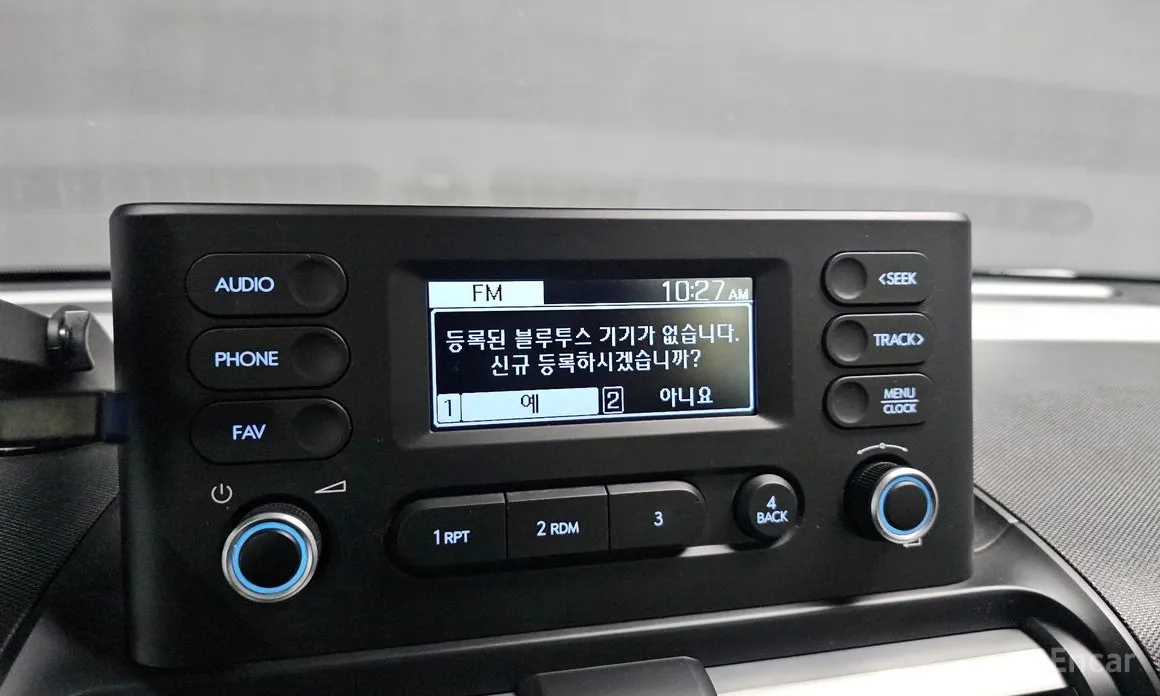 AUDIO
PHONE
FAV
FM 10:27 AM
등록된 블루투스 기기가 없습니다.
신규 등록하시겠습니까?
1 예 2 아니요
<SEEK
TRACK>
MENU
CLOCK
1 RPT
2 RDM
3
4
BACK
Encar